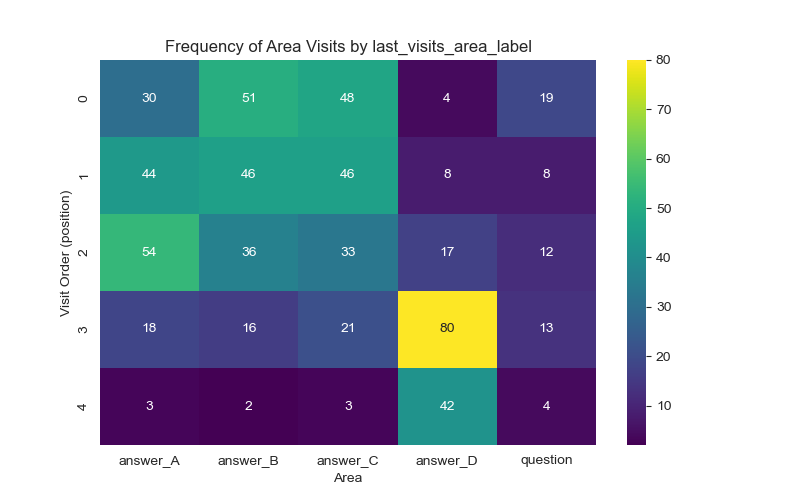 Frequency of Area Visits by last_visits_area_label
Visit Order (position)
0 30 51 48 4 19
1 44 46 46 8 8
2 54 36 33 17 12
3 18 16 21 80 13
4 3 2 3 42 4
answer_A answer_B answer_C answer_D question
Area
80
70
60
50
40
30
20
10